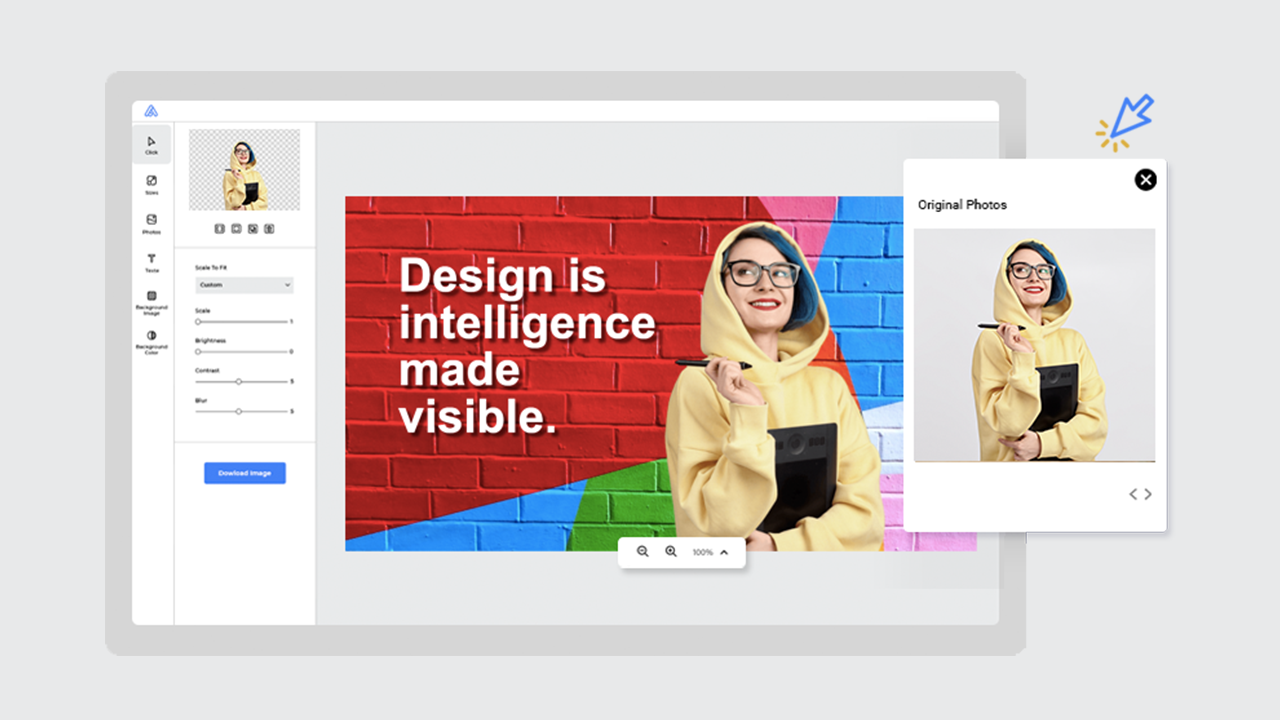 Click
Sizes
Photos
Texts
Background
Image
Background
Color
Scale To Fit
Custom
Scale
1
Brightness
0
Contrast
5
Blur
5
Dowload Image
Design is
intelligence
made
visible.
100%
Original Photos